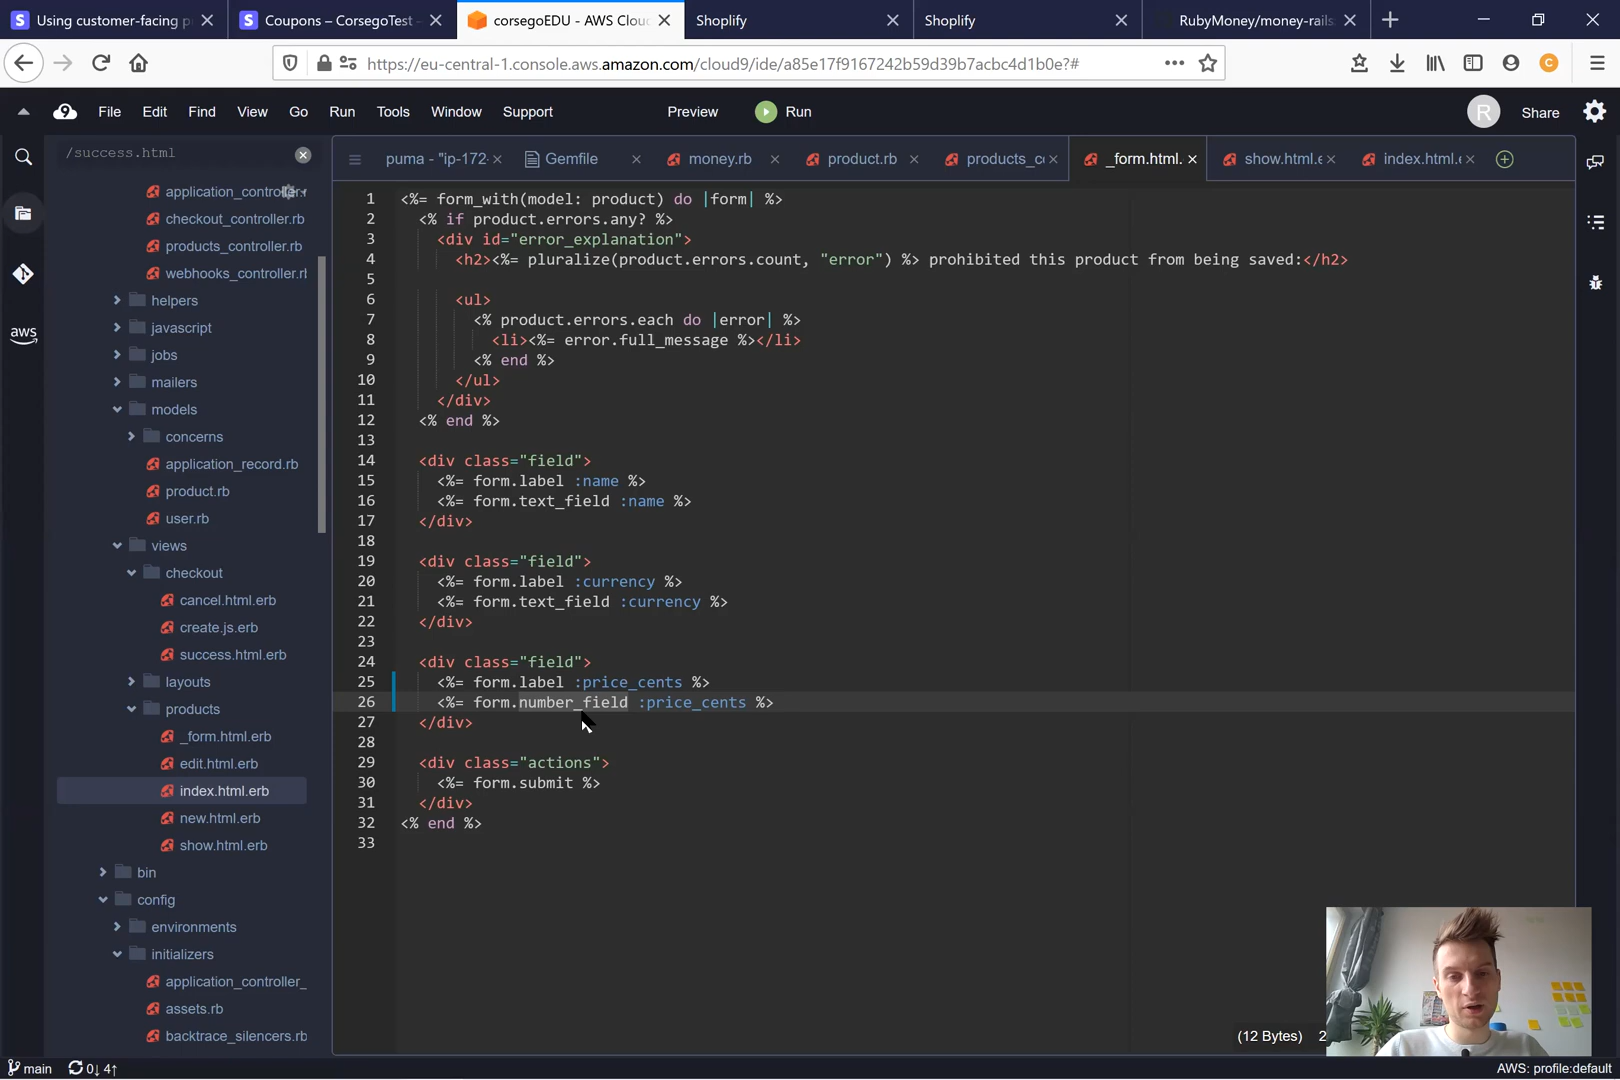 Using customer-facing p
Coupons – CorsegoTest -
corsegoEDU - AWS Clou
Shoplify
Shoplify
RubyMoney/money-rails
https://eu-central-1.console.aws.amazon.com/cloud9/ide/a85e17f9167242b59d39b7acbc4d1b0e?#
C
9 File Edit Find View Go Run Tools Window Support Preview Run R Share
/success.html
puma - "ip-172- Gemfile money.rb product.rb products_co _form.html. show.html.e index.html.e
aws
application_controller.r
checkout_controller.rb
products_controller.rb
webhooks_controller.rb
helpers
javascript
jobs
mailers
models
concerns
application_record.rb
product.rb
user.rb
views
checkout
cancel.html.erb
create.js.erb
success.html.erb
layouts
products
_form.html.erb
edit.html.erb
index.html.erb
new.html.erb
show.html.erb
bin
config
environments
initializers
application_controller_
assets.rb
backtrace_silencers.rb
1 <%= form_with(model: product) do |form| %>
2 <% if product.errors.any? %>
3 <div id="error_explanation">
4 <h2><%= pluralize(product.errors.count, "error") %> prohibited this product from being saved:</h2>
5
6 <ul>
7 <% product.errors.each do |error| %>
8 <li><%= error.full_message %></li>
9 <% end %>
10 </ul>
11 </div>
12 <% end %>
13
14 <div class="field">
15 <%= form.label :name %>
16 <%= form.text_field :name %>
17 </div>
18
19 <div class="field">
20 <%= form.label :currency %>
21 <%= form.text_field :currency %>
22 </div>
23
24 <div class="field">
25 <%= form.label :price_cents %>
26 <%= form.number_field :price_cents %>
27 </div>
28
29 <div class="actions">
30 <%= form.submit %>
31 </div>
32 <% end %>
33
(12 Bytes) 2
main 0↓ 4↑
AWS: profile:default